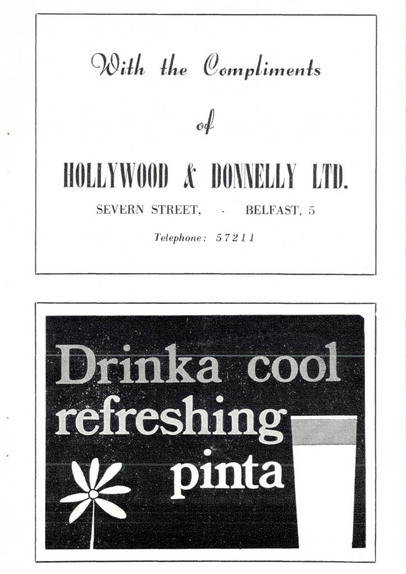 With the Compliments
of
HOLLYWOOD & DONNELLY LTD.
SEVERN STREET, - BELFAST, 5
Telephone: 57211
Drinka cool
refreshing
pinta